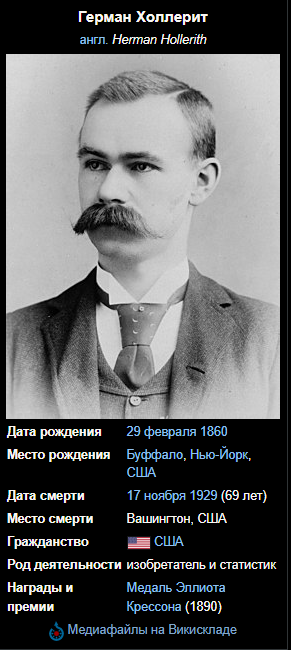 Герман Холлерит
англ. Herman Hollerith
Дата рождения 29 февраля 1860
Место рождения Буффало, Нью-Йорк,
США
Дата смерти 17 ноября 1929 (69 лет)
Место смерти Вашингтон, США
Гражданство США
Род деятельности изобретатель и статистик
Награды и Медаль Эллиота
премии Крессона (1890)
Медиафайлы на Викискладе